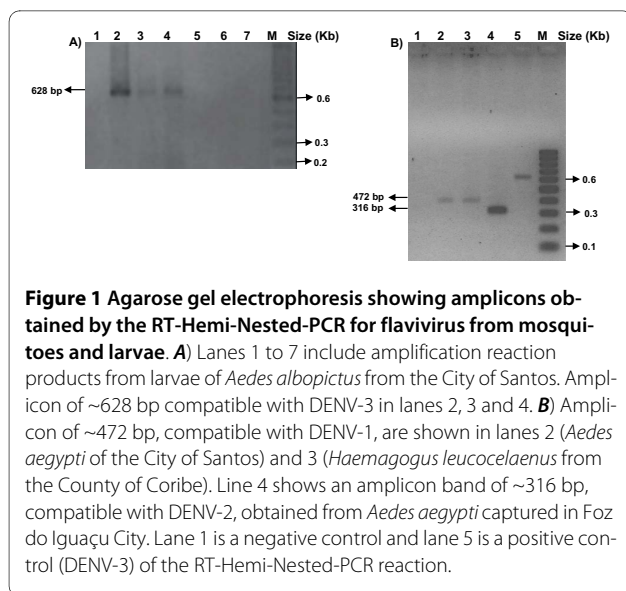 A) 1 2 3 4 5 6 7 M Size (Kb)
628 bp
0.6
0.3
0.2
B) 1 2 3 4 5 M Size (Kb)
472 bp
316 bp
0.6
0.3
0.1
Figure 1 Agarose gel electrophoresis showing amplicons ob-
tained by the RT-Hemi-Nested-PCR for flavivirus from mosqui-
toes and larvae. A) Lanes 1 to 7 include amplification reaction
products from larvae of Aedes albopictus from the City of Santos. Ampl-
icon of ~628 bp compatible with DENV-3 in lanes 2, 3 and 4. B) Ampli-
con of ~472 bp, compatible with DENV-1, are shown in lanes 2 (Aedes
aegypti of the City of Santos) and 3 (Haemagogus leucocelaenus from
the County of Coribe). Line 4 shows an amplicon band of ~316 bp,
compatible with DENV-2, obtained from Aedes aegypti captured in Foz
do Iguaçu City. Lane 1 is a negative control and lane 5 is a positive con-
trol (DENV-3) of the RT-Hemi-Nested-PCR reaction.